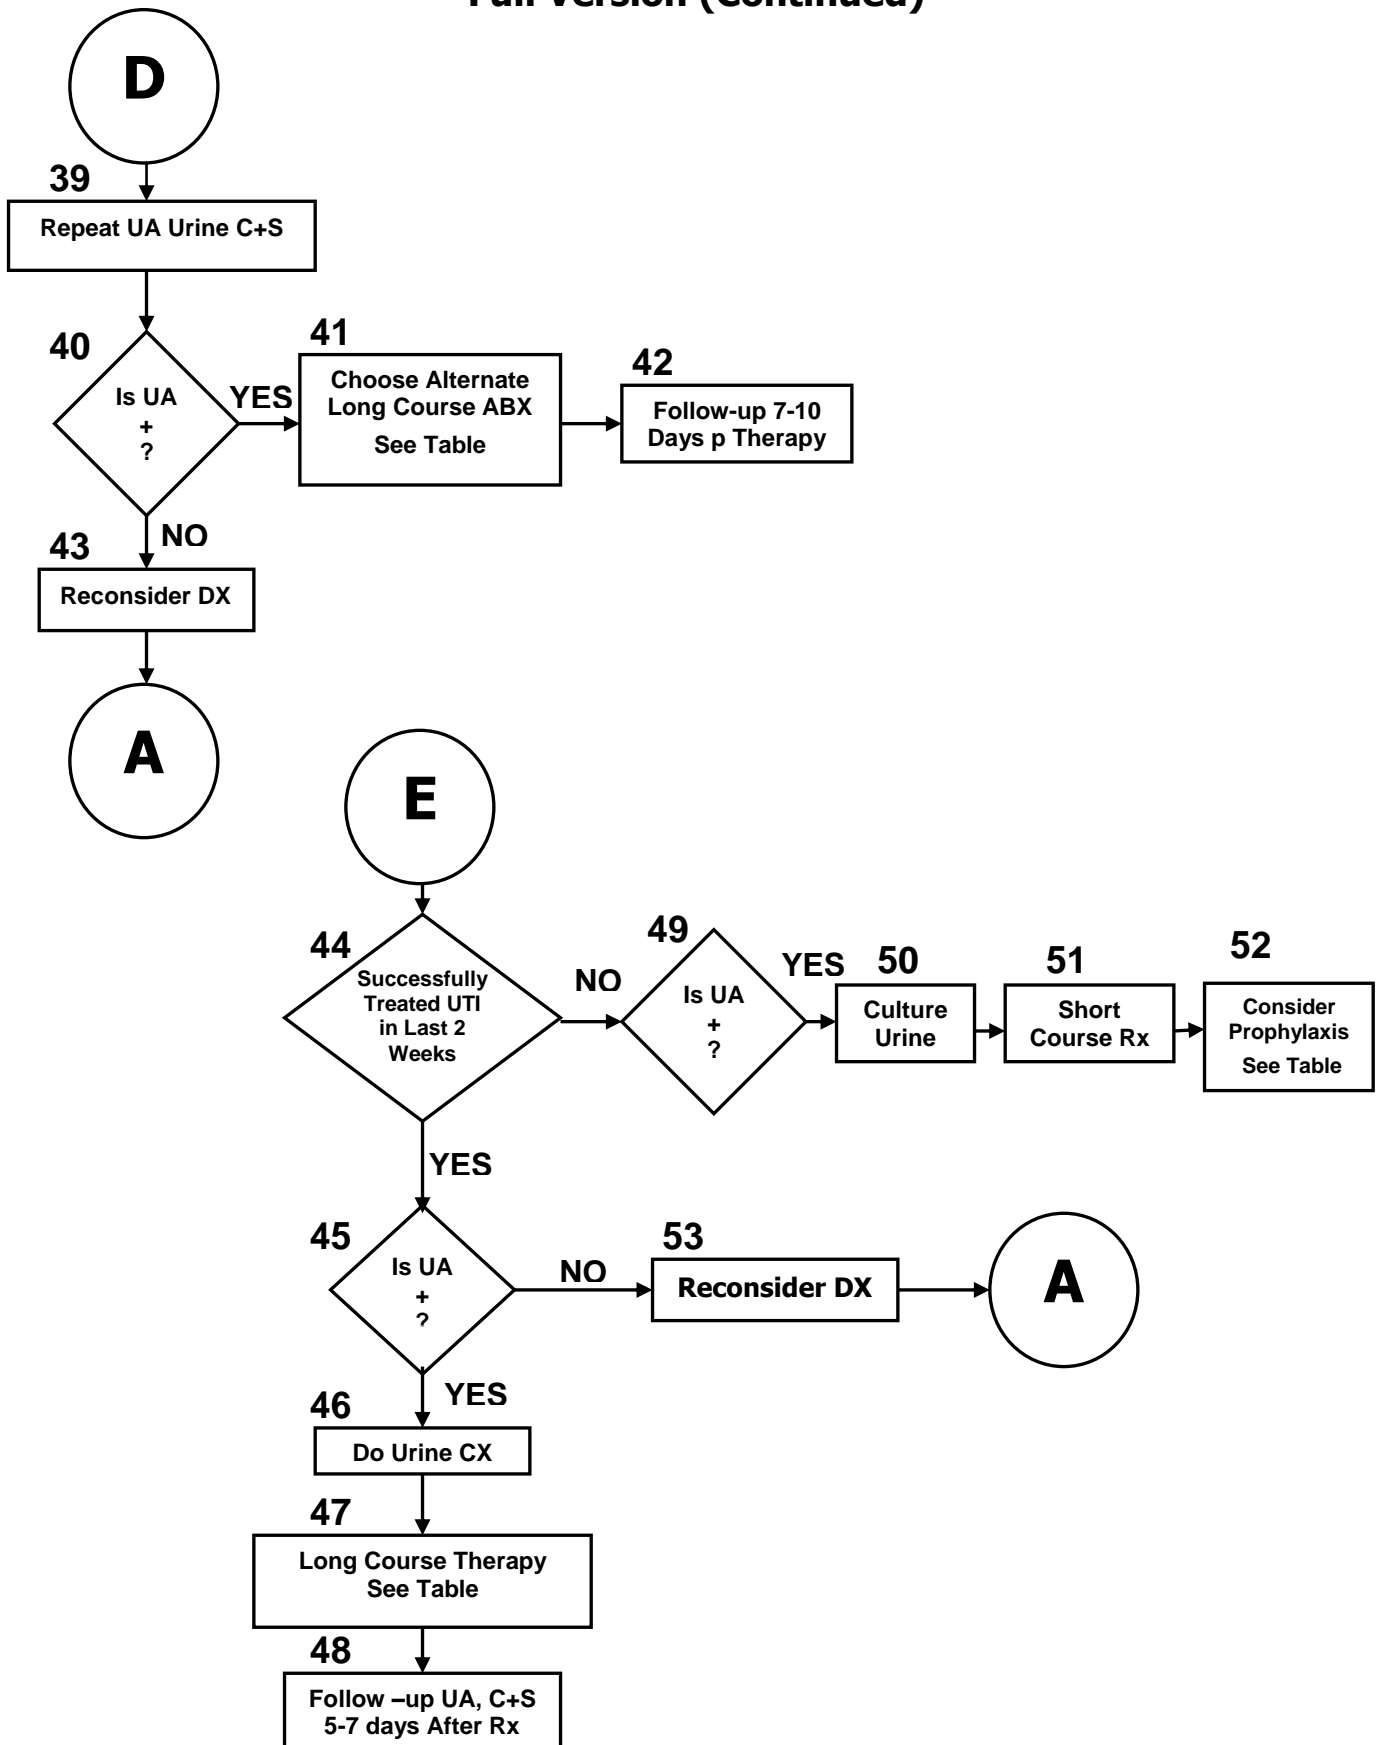 Full Version (Continued)
D
39
Repeat UA Urine C+S
40
Is UA
+
?
YES
41
Choose Alternate
Long Course ABX
See Table
42
Follow-up 7-10
Days p Therapy
NO
43
Reconsider DX
A
E
44
Successfully
Treated UTI
in Last 2
Weeks
NO
49
Is UA
+
?
YES
50
Culture
Urine
51
Short
Course Rx
52
Consider
Prophylaxis
See Table
YES
45
Is UA
+
?
NO
53
Reconsider DX
A
YES
46
Do Urine CX
47
Long Course Therapy
See Table
48
Follow –up UA, C+S
5-7 days After Rx